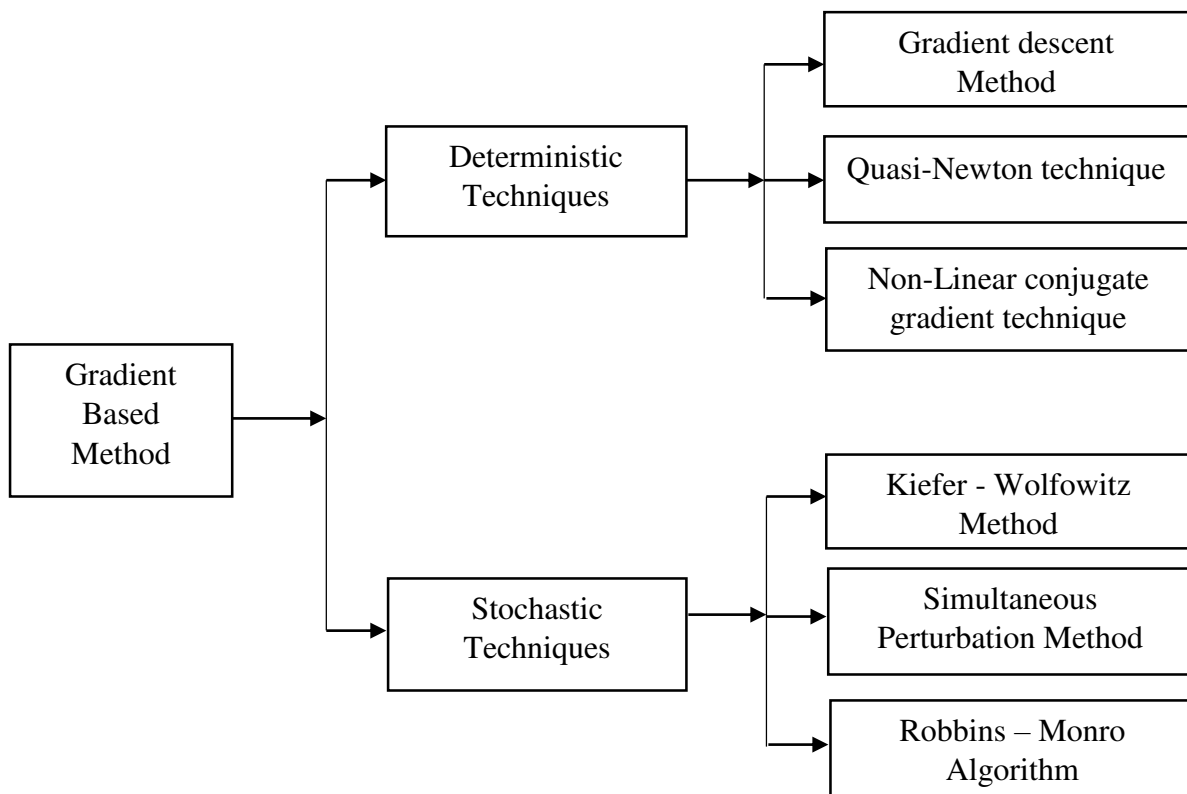 Gradient descent
Method
Deterministic
Techniques
Quasi-Newton technique
Non-Linear conjugate
gradient technique
Gradient
Based
Method
Kiefer - Wolfowitz
Method
Stochastic
Techniques
Simultaneous
Perturbation Method
Robbins – Monro
Algorithm